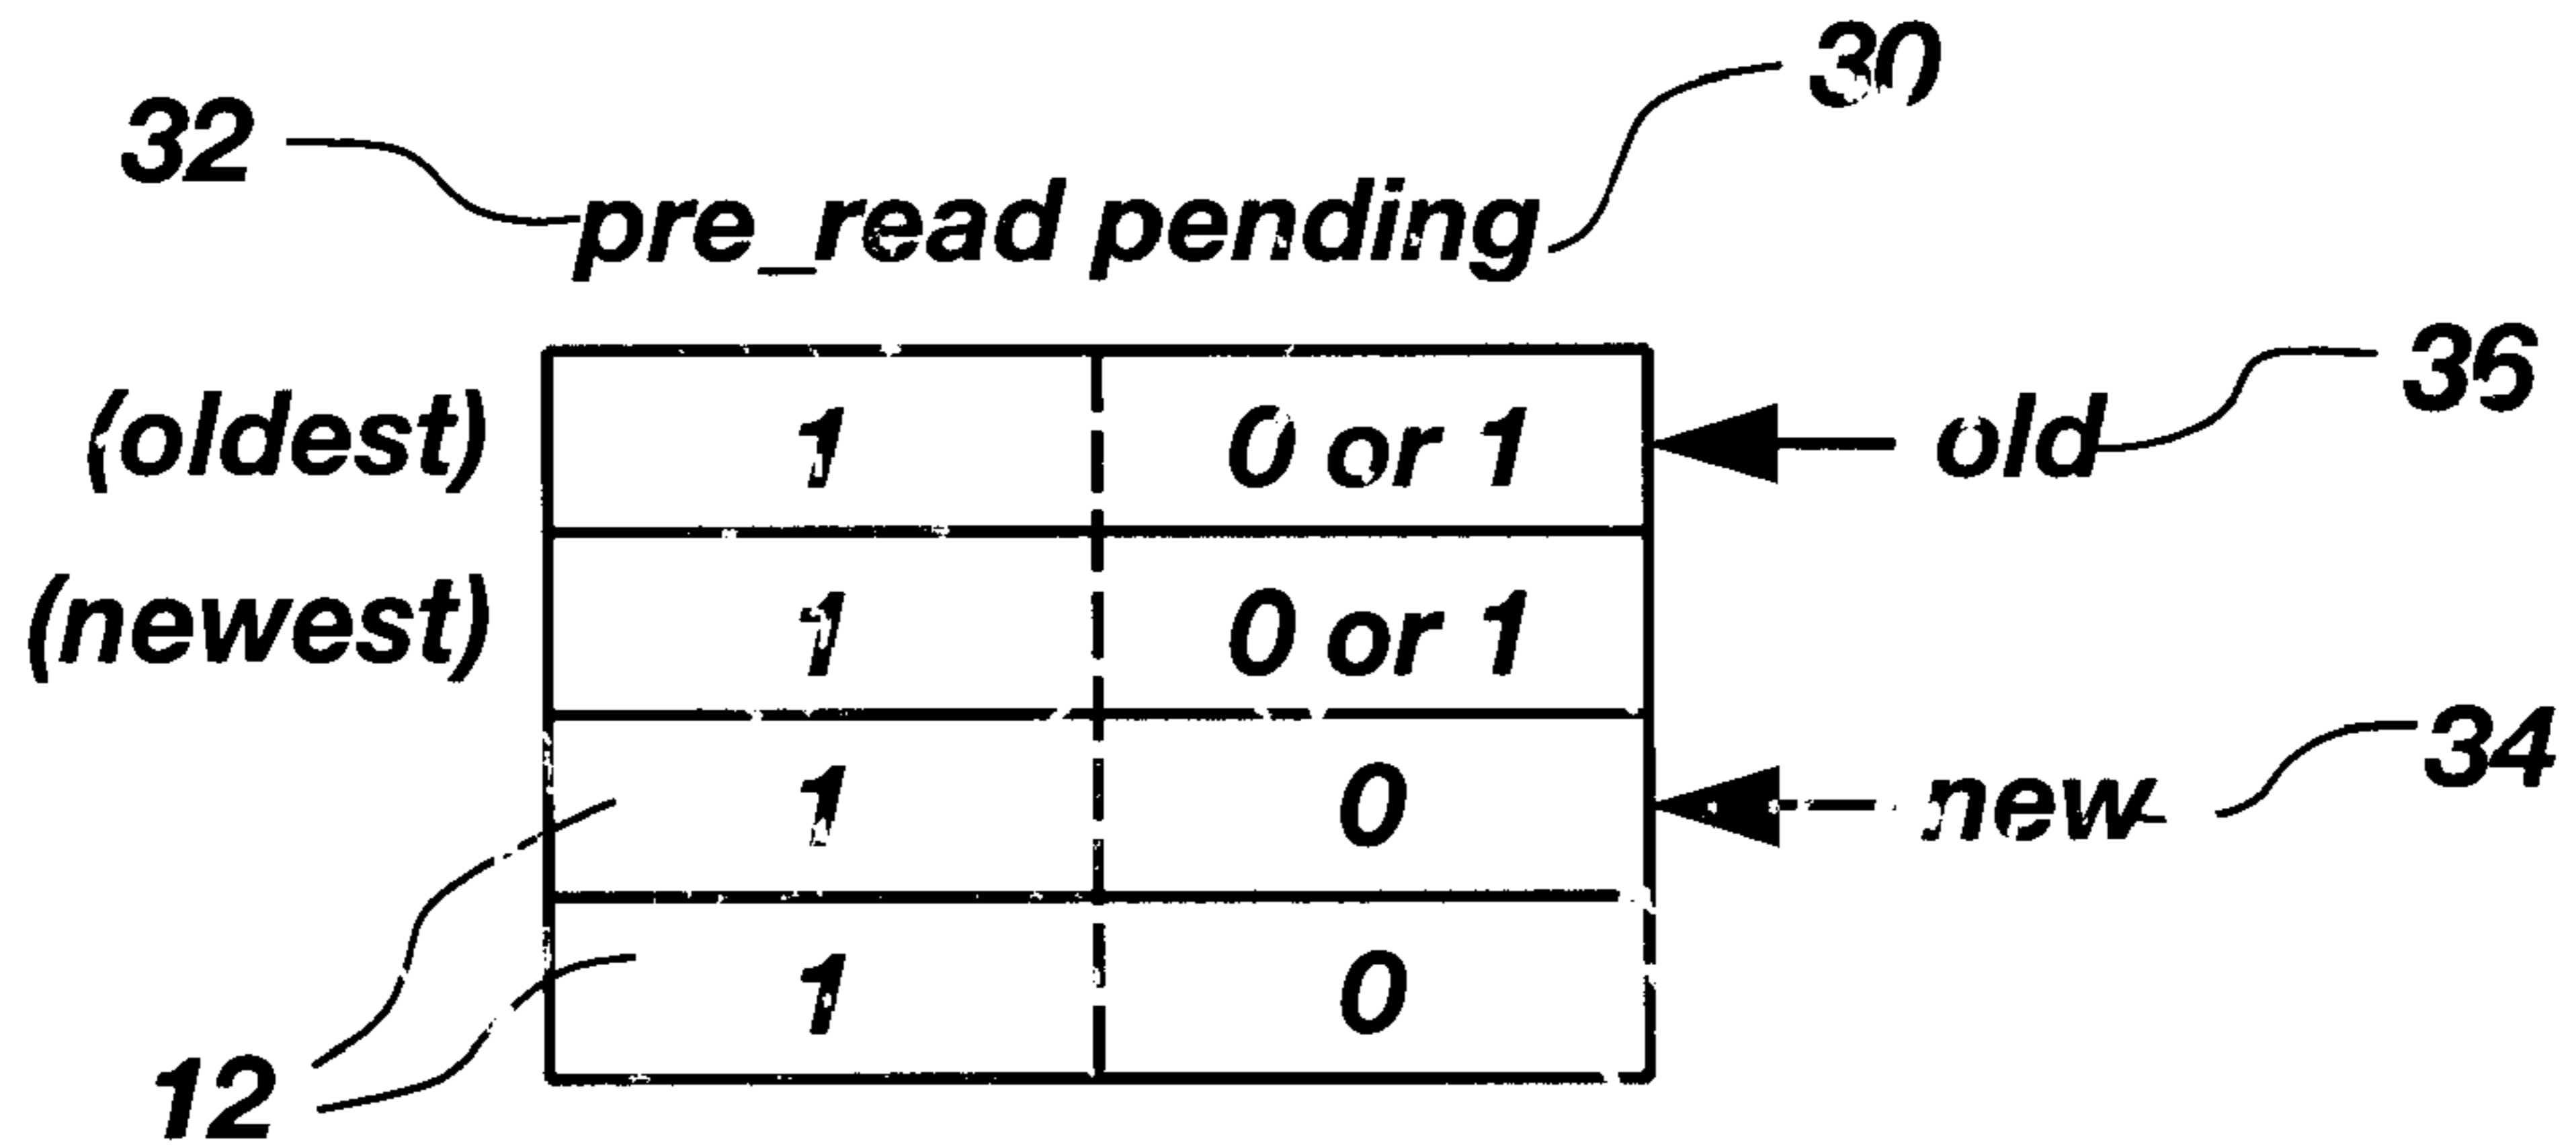 30
32
pre_read pending
36
(oldest) 1 0 or 1 old
(newest) 1 0 or 1
34
1 0 new
1 0
12